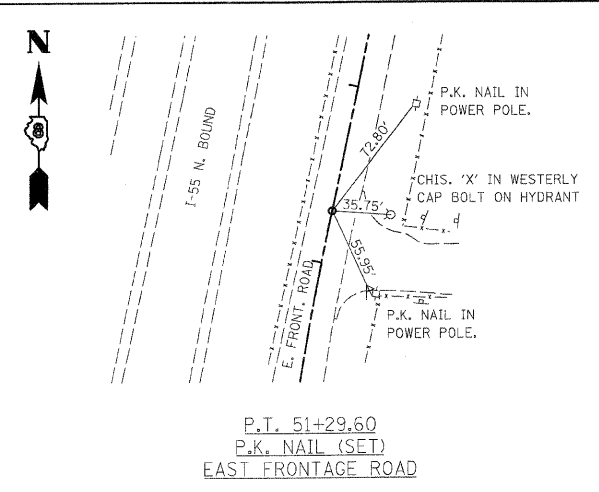 N
I-55 N. BOUND
P.K. NAIL IN
POWER POLE.
72.80'
CHIS. 'X' IN WESTERLY
CAP BOLT ON HYDRANT
35.75'
55.95'
E. FRONT. ROAD
P.K. NAIL IN
POWER POLE.
P.T. 51+29.60
P.K. NAIL (SET)
EAST FRONTAGE ROAD